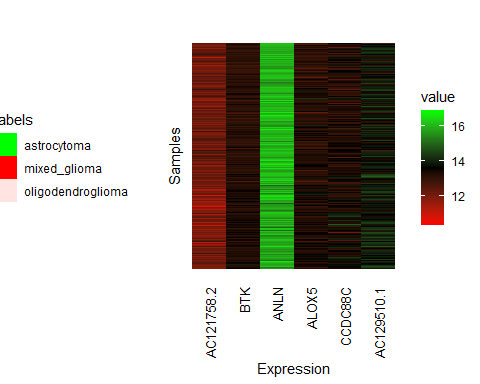 abels
astrocytoma
mixed_glioma
oligodendroglioma
Samples
AC121758.2
BTK
ANLN
ALOX5
CCDC88C
AC129510.1
Expression
value
16
14
12